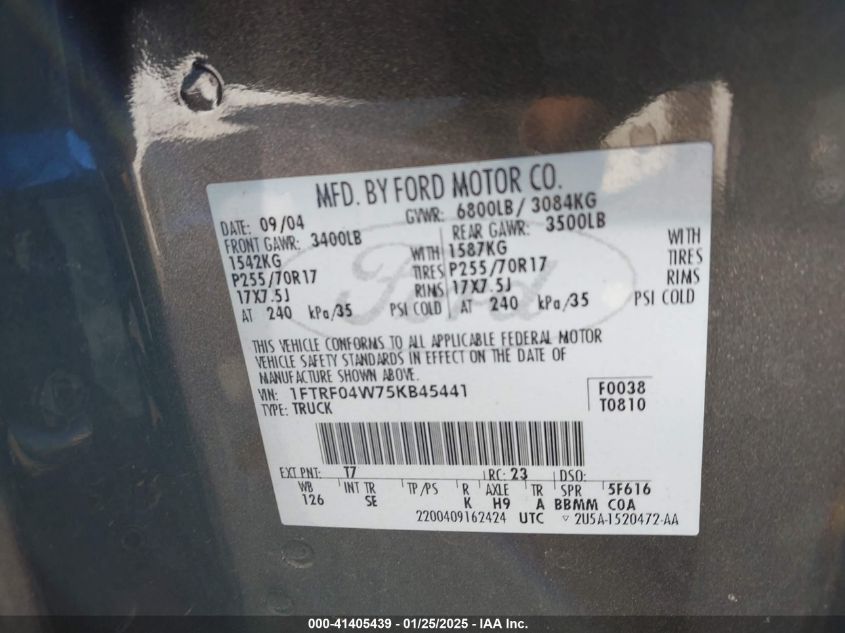 MFD. BY FORD MOTOR CO.
DATE: 09/04 GVWR: 6800LB / 3084KG
FRONT GAWR: 3400LB REAR GAWR: 3500LB
1542KG WITH 1587KG WITH
P255/70R17 TIRES P255/70R17 TIRES
17X7.5J RIMS 17X7.5J RIMS
AT 240 kPa/35 PSI COLD AT 240 kPa/35 PSI COLD
THIS VEHICLE CONFORMS TO ALL APPLICABLE FEDERAL MOTOR
VEHICLE SAFETY STANDARDS IN EFFECT ON THE DATE OF
MANUFACTURE SHOWN ABOVE.
VIN: 1FTRF04W75KB45441 F0038
TYPE: TRUCK T0810
EXT PNT: T7 RC: 23 DSO:
WB INT TR TP/PS R AXLE TR SPR 5F616
126 SE K H9 A BBMM COA
2200409162424 UTC ▽ 2U5A-1520472-AA
Ford
000-41405439 - 01/25/2025 - IAA Inc.